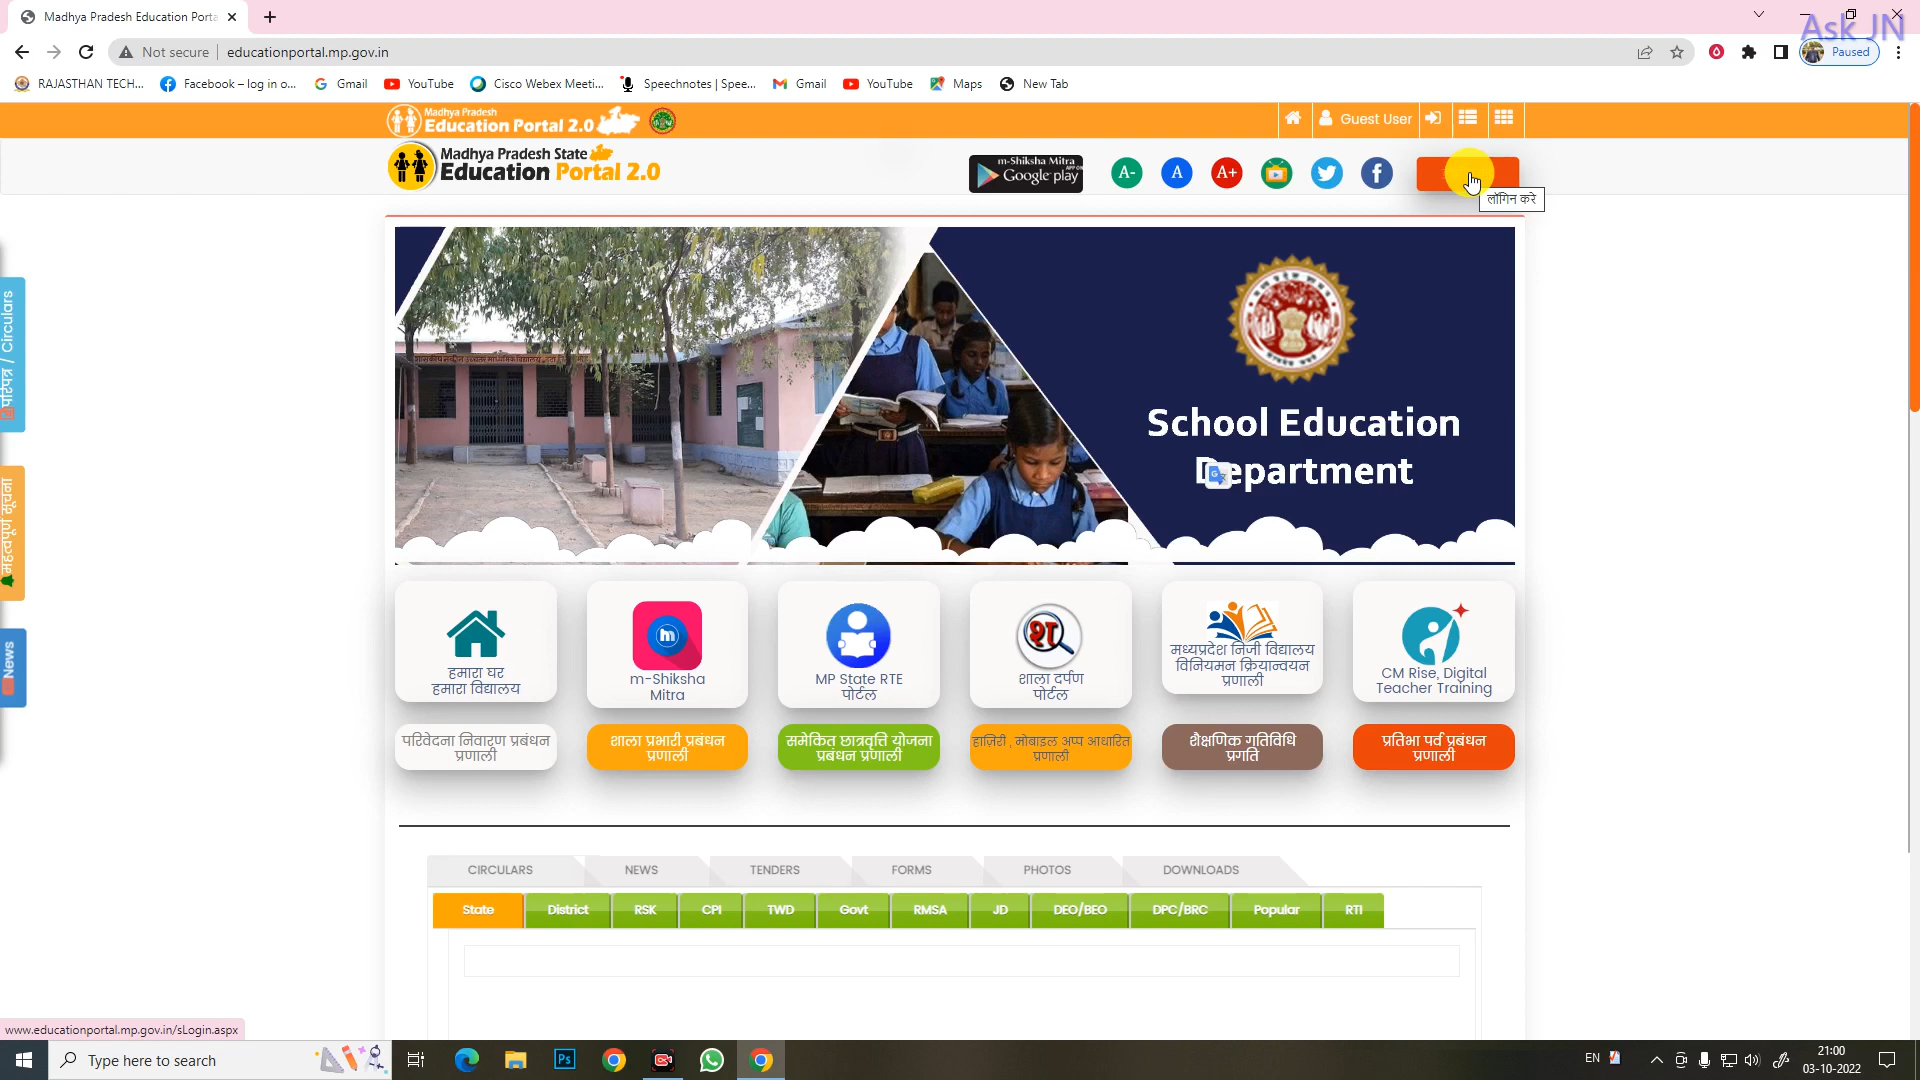 Madhya Pradesh Education Porta
Ask JN
Not secure
educationportal.mp.gov.in
Paused
RAJASTHAN TECH...
Facebook – log in o...
Gmail
YouTube
Cisco Webex Meeti...
Speechnotes | Spee...
Gmail
YouTube
Maps
New Tab
Madhya Pradesh
Education Portal 2.0
Guest User
Madhya Pradesh State
Education Portal 2.0
m-Shiksha Mitra
Google play
A-
A
A+
लॉगिन करे
परिपत्र / Circulars
महत्वपूर्ण सूचना
News
School Education
Department
हमारा घर
हमारा विद्यालय
m-Shiksha
Mitra
MP State RTE
पोर्टल
शाला दर्पण
पोर्टल
मध्यप्रदेश निजी विद्यालय
विनियमन क्रियान्वयन
प्रणाली
CM Rise, Digital
Teacher Training
परिवेदना निवारण प्रबंधन
प्रणाली
शाला प्रभारी प्रबंधन
प्रणाली
समेकित छात्रवृत्ति योजना
प्रबंधन प्रणाली
हाज़िरी , मोबाइल अप्प आधारित
प्रणाली
शैक्षणिक गतिविधि
प्रगति
प्रतिभा पर्व प्रबंधन
प्रणाली
CIRCULARS
NEWS
TENDERS
FORMS
PHOTOS
DOWNLOADS
State
District
RSK
CPI
TWD
Govt
RMSA
JD
DEO/BEO
DPC/BRC
Popular
RTI
www.educationportal.mp.gov.in/sLogin.aspx
Type here to search
Ps
EN
21:00
03-10-2022